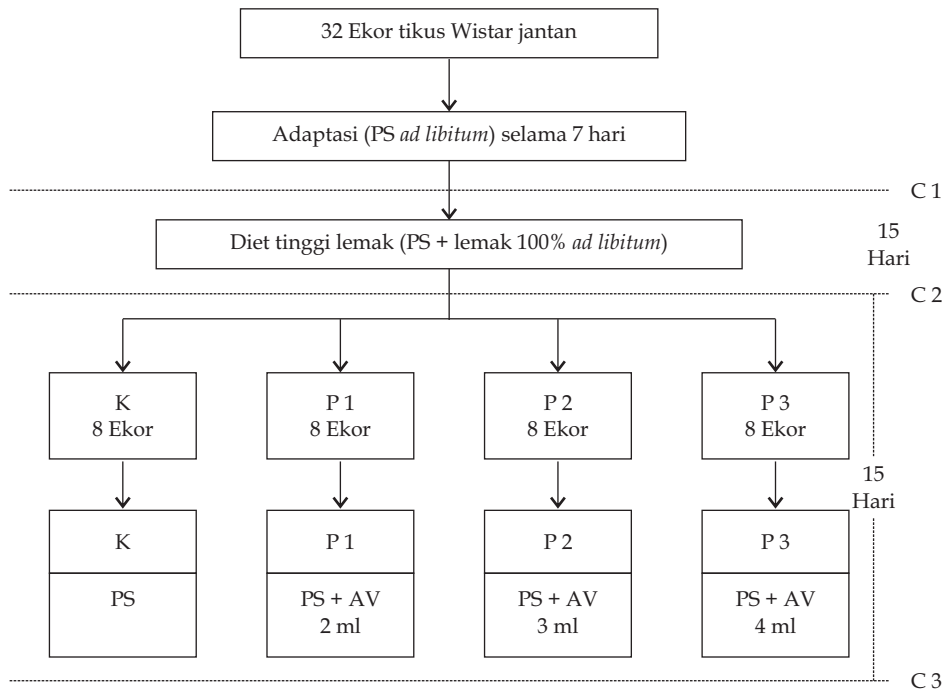 32 Ekor tikus Wistar jantan
Adaptasi (PS ad libitum) selama 7 hari
C 1
Diet tinggi lemak (PS + lemak 100% ad libitum)
15
Hari
C 2
K
8 Ekor
P 1
8 Ekor
P 2
8 Ekor
P 3
8 Ekor
15
Hari
K
P 1
P 2
P 3
PS
PS + AV
2 ml
PS + AV
3 ml
PS + AV
4 ml
C 3